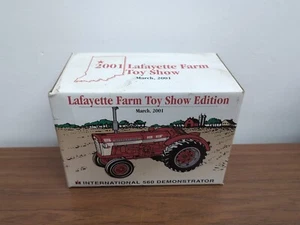 2001 Lafayette Farm
Toy Show
March, 2001
Lafayette Farm Toy Show Edition
March, 2001
INTERNATIONAL 560 DEMONSTRATOR